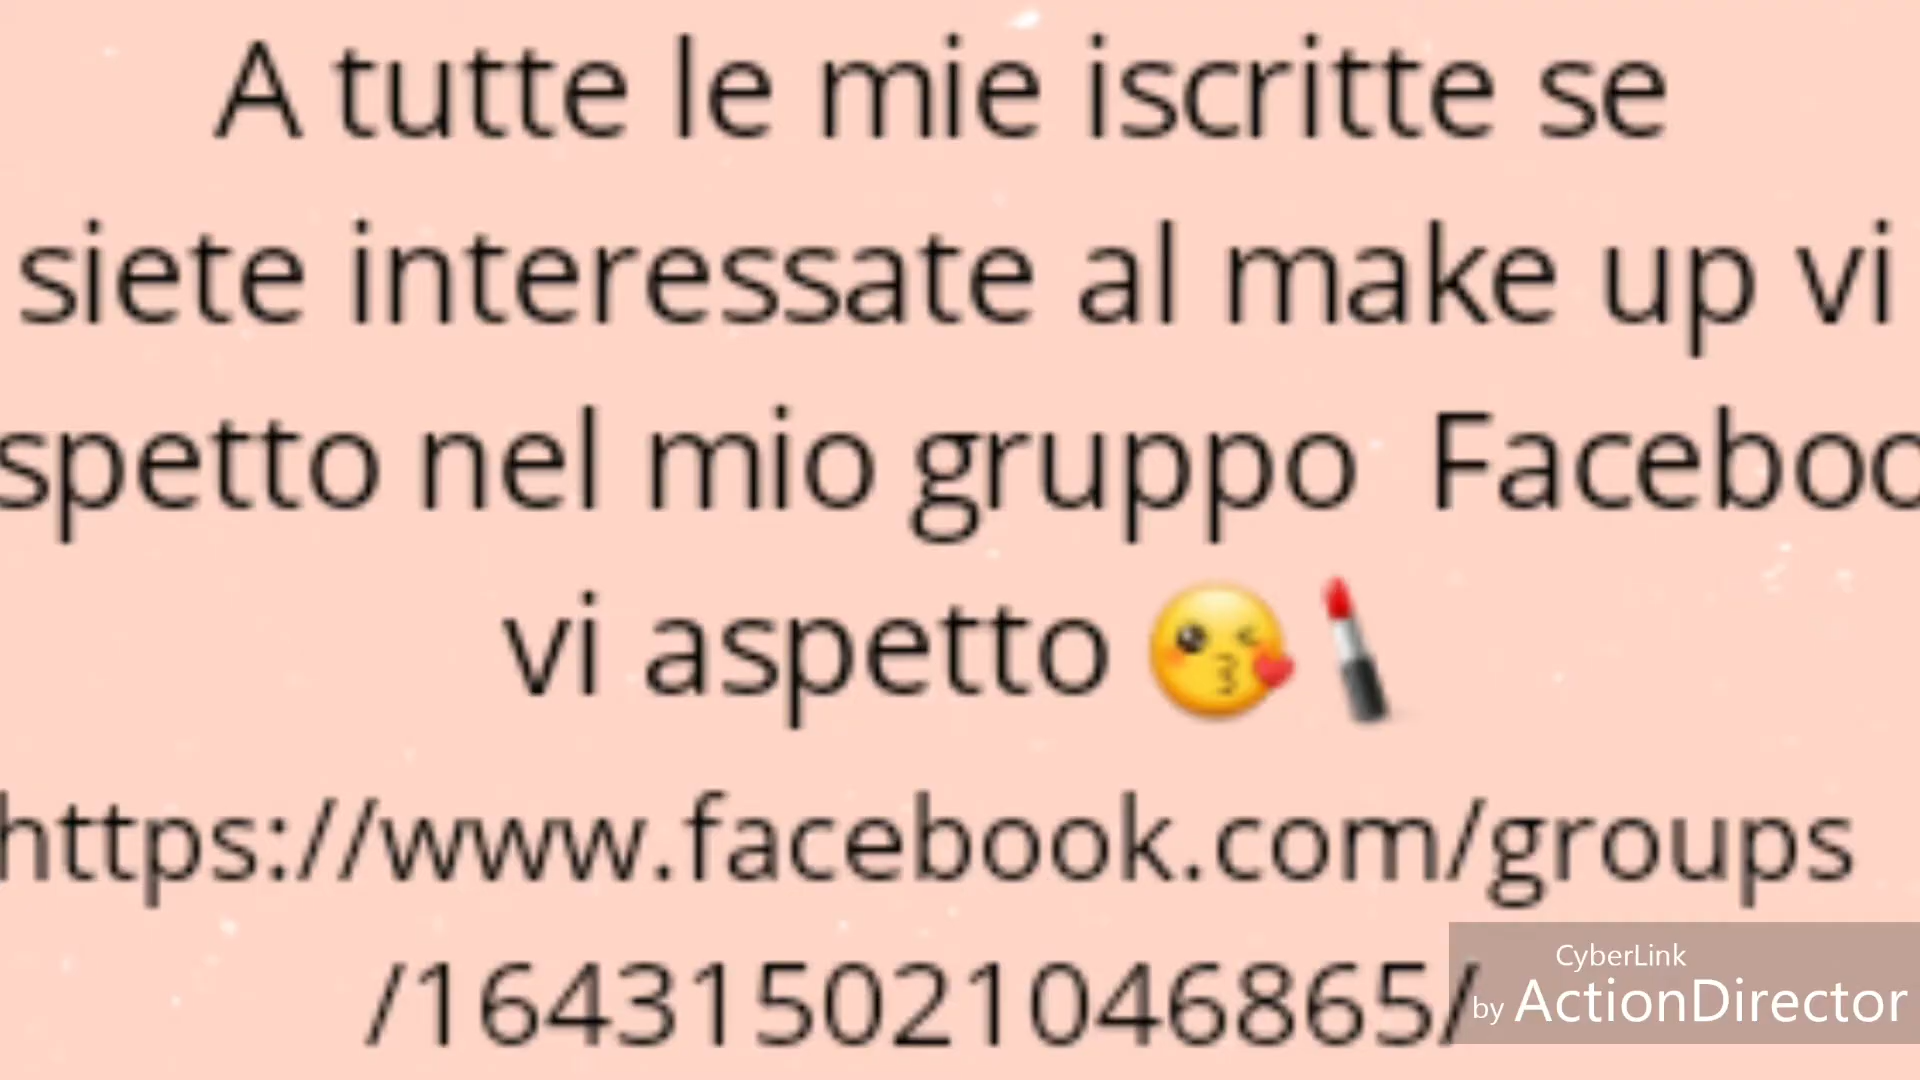 A tutte le mie iscritte se
siete interessate al make up vi
spetto nel mio gruppo Faceboo
vi aspetto 😘💄
https://www.facebook.com/groups
/164315021046865/
CyberLink
by ActionDirector